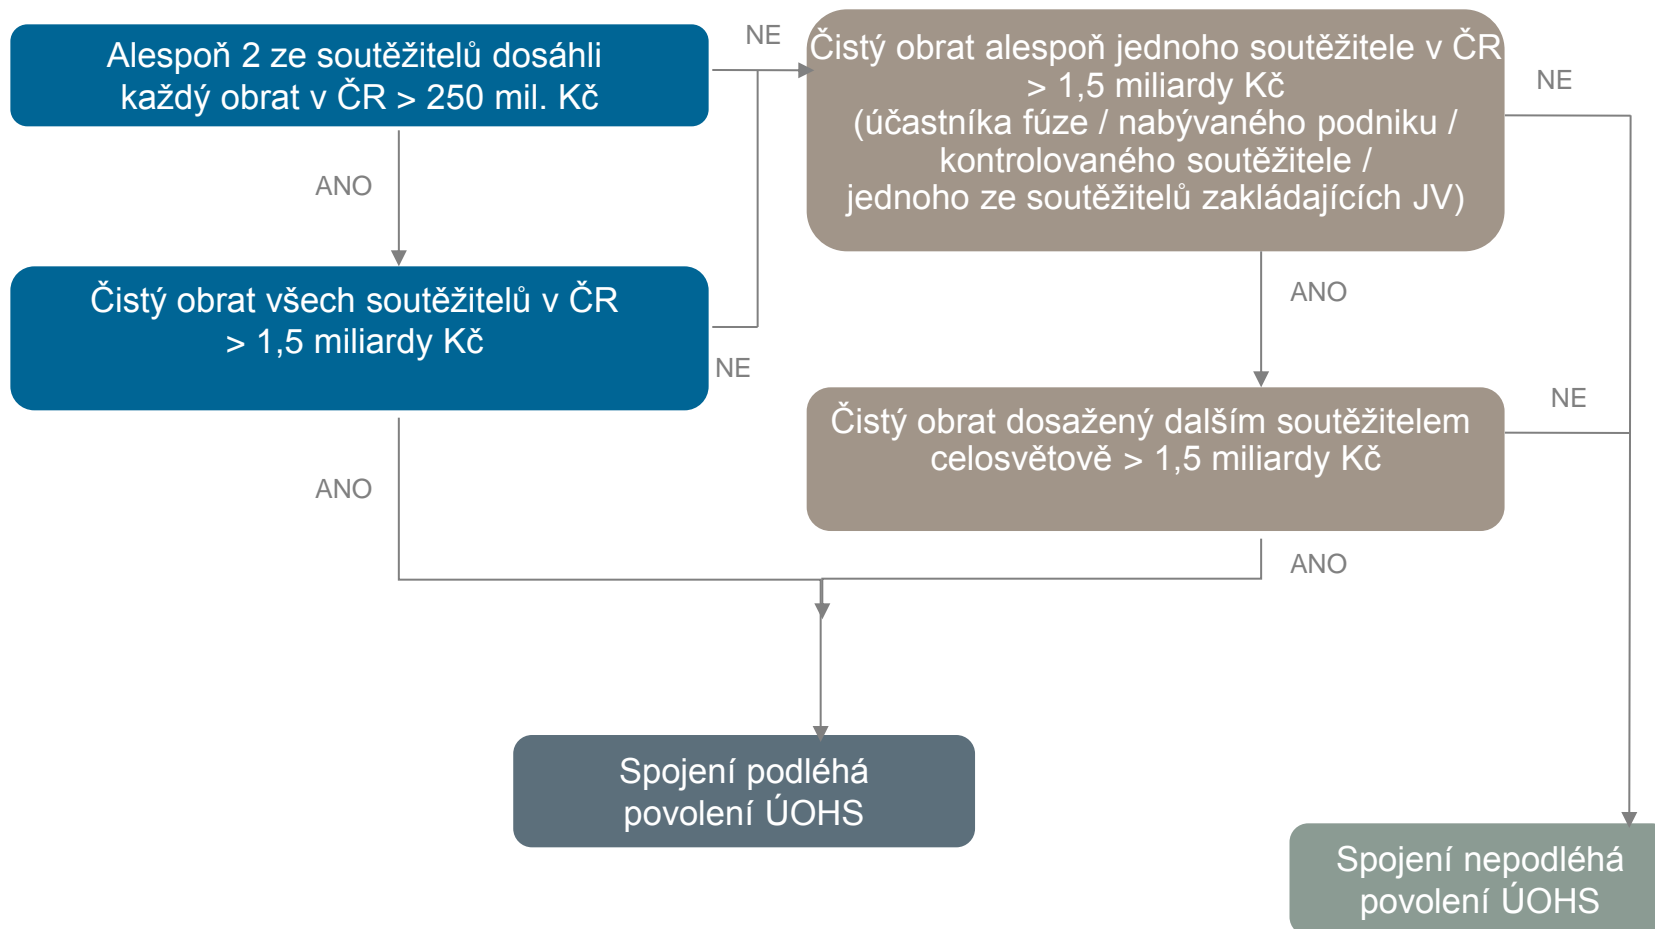 Alespoň 2 ze soutěžitelů dosáhli
každý obrat v ČR > 250 mil. Kč
NE
Čistý obrat alespoň jednoho soutěžitele v ČR
> 1,5 miliardy Kč
(účastníka fúze / nabývaného podniku /
kontrolovaného soutěžitele /
jednoho ze soutěžitelů zakládajících JV)
NE
ANO
Čistý obrat všech soutěžitelů v ČR
> 1,5 miliardy Kč
NE
ANO
Čistý obrat dosažený dalším soutěžitelem
celosvětově > 1,5 miliardy Kč
NE
ANO
ANO
Spojení podléhá
povolení ÚOHS
Spojení nepodléhá
povolení ÚOHS